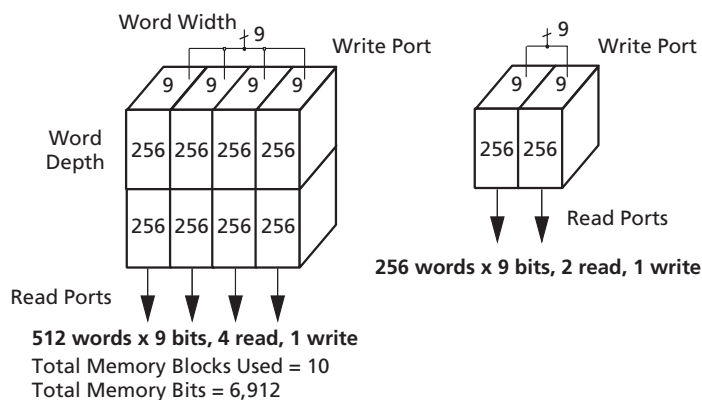 Word Width
9
Write Port
9 9 9 9
Word
Depth
256 256 256 256
256 256 256 256
Read Ports
512 words x 9 bits, 4 read, 1 write
Total Memory Blocks Used = 10
Total Memory Bits = 6,912
9
Write Port
9 9
256 256
Read Ports
256 words x 9 bits, 2 read, 1 write